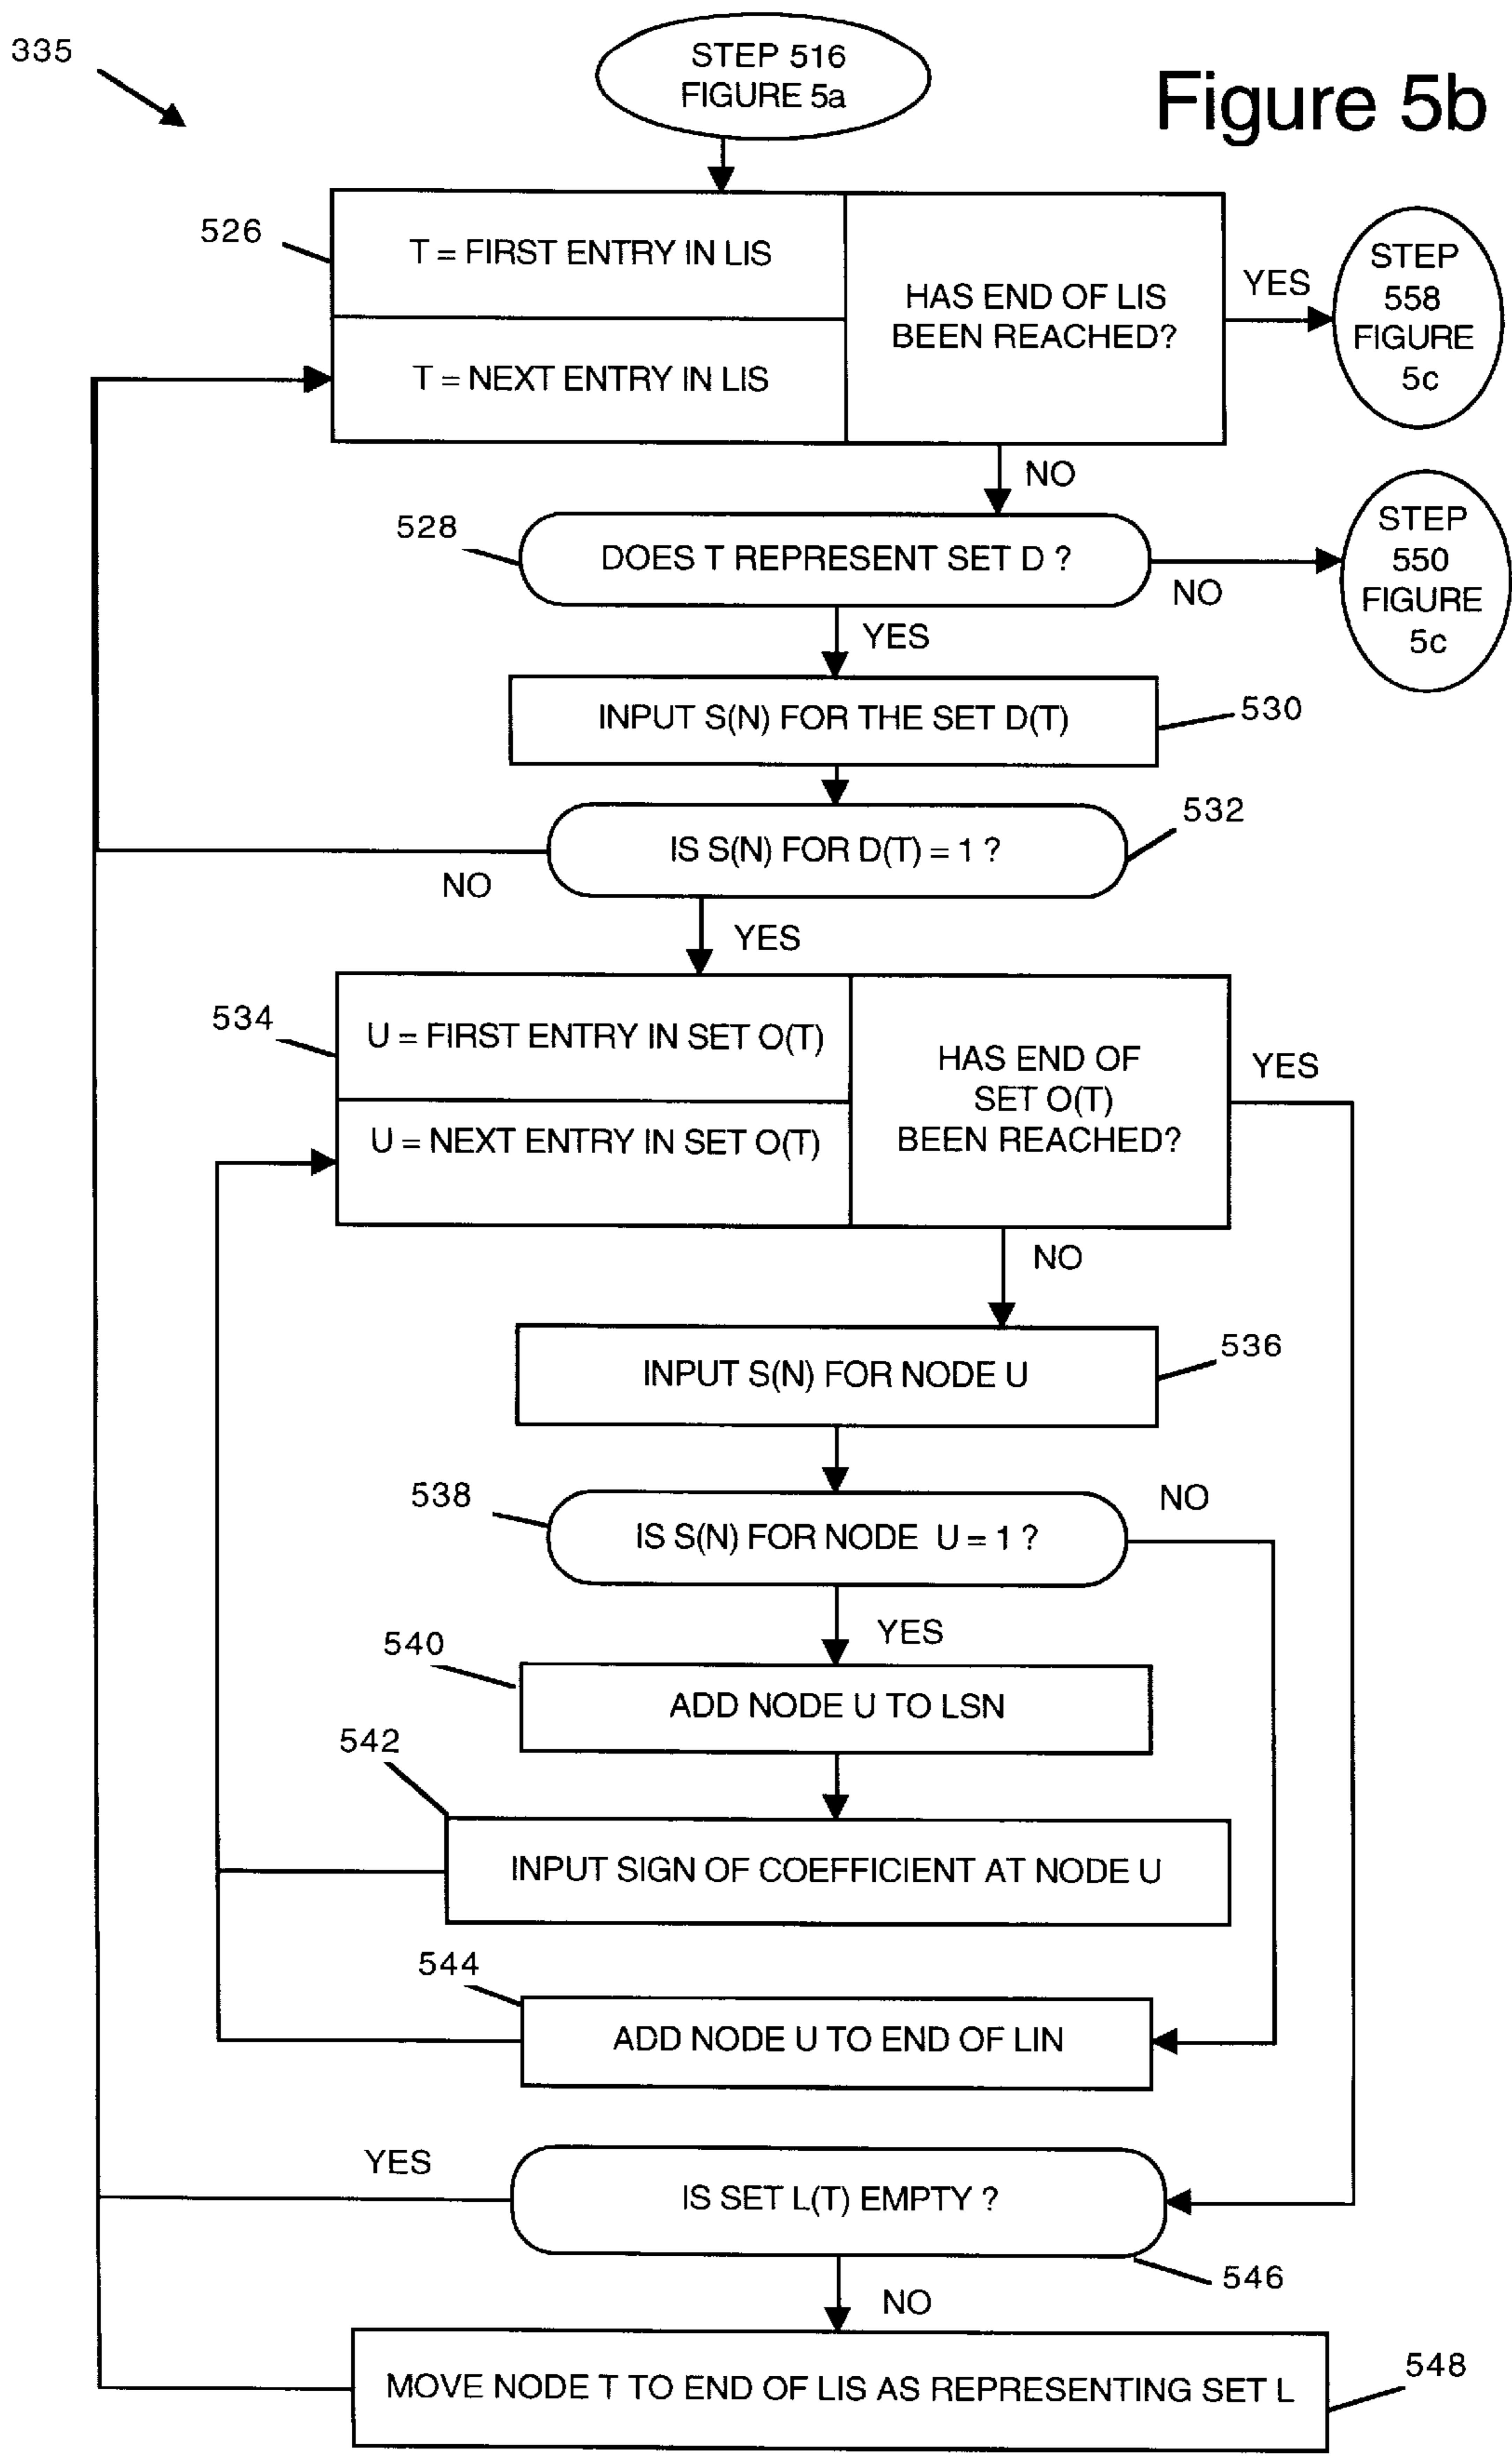 335
STEP 516
FIGURE 5a
Figure 5b
526
T = FIRST ENTRY IN LIS
T = NEXT ENTRY IN LIS
HAS END OF LIS
BEEN REACHED?
YES
STEP
558
FIGURE
5c
NO
528
DOES T REPRESENT SET D ?
NO
STEP
550
FIGURE
5c
YES
INPUT S(N) FOR THE SET D(T)
530
IS S(N) FOR D(T) = 1 ?
532
NO
YES
534
U = FIRST ENTRY IN SET O(T)
U = NEXT ENTRY IN SET O(T)
HAS END OF
SET O(T)
BEEN REACHED?
YES
NO
INPUT S(N) FOR NODE U
536
538
IS S(N) FOR NODE U = 1 ?
NO
YES
540
ADD NODE U TO LSN
542
INPUT SIGN OF COEFFICIENT AT NODE U
544
ADD NODE U TO END OF LIN
YES
IS SET L(T) EMPTY ?
546
NO
MOVE NODE T TO END OF LIS AS REPRESENTING SET L
548